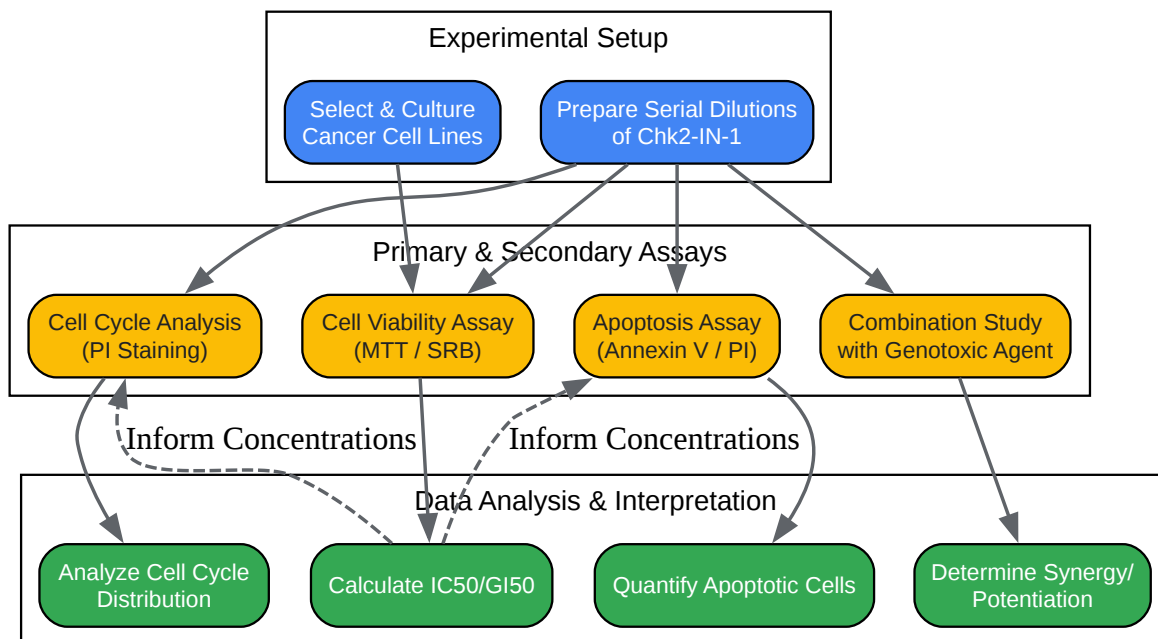 Experimental Setup
Select & Culture
Cancer Cell Lines
Prepare Serial Dilutions
of Chk2-IN-1
Primary & Secondary Assays
Cell Cycle Analysis
(PI Staining)
Cell Viability Assay
(MTT / SRB)
Apoptosis Assay
(Annexin V / PI)
Combination Study
with Genotoxic Agent
Inform Concentrations
Inform Concentrations
Data Analysis & Interpretation
Analyze Cell Cycle
Distribution
Calculate IC50/GI50
Quantify Apoptotic Cells
Determine Synergy/
Potentiation